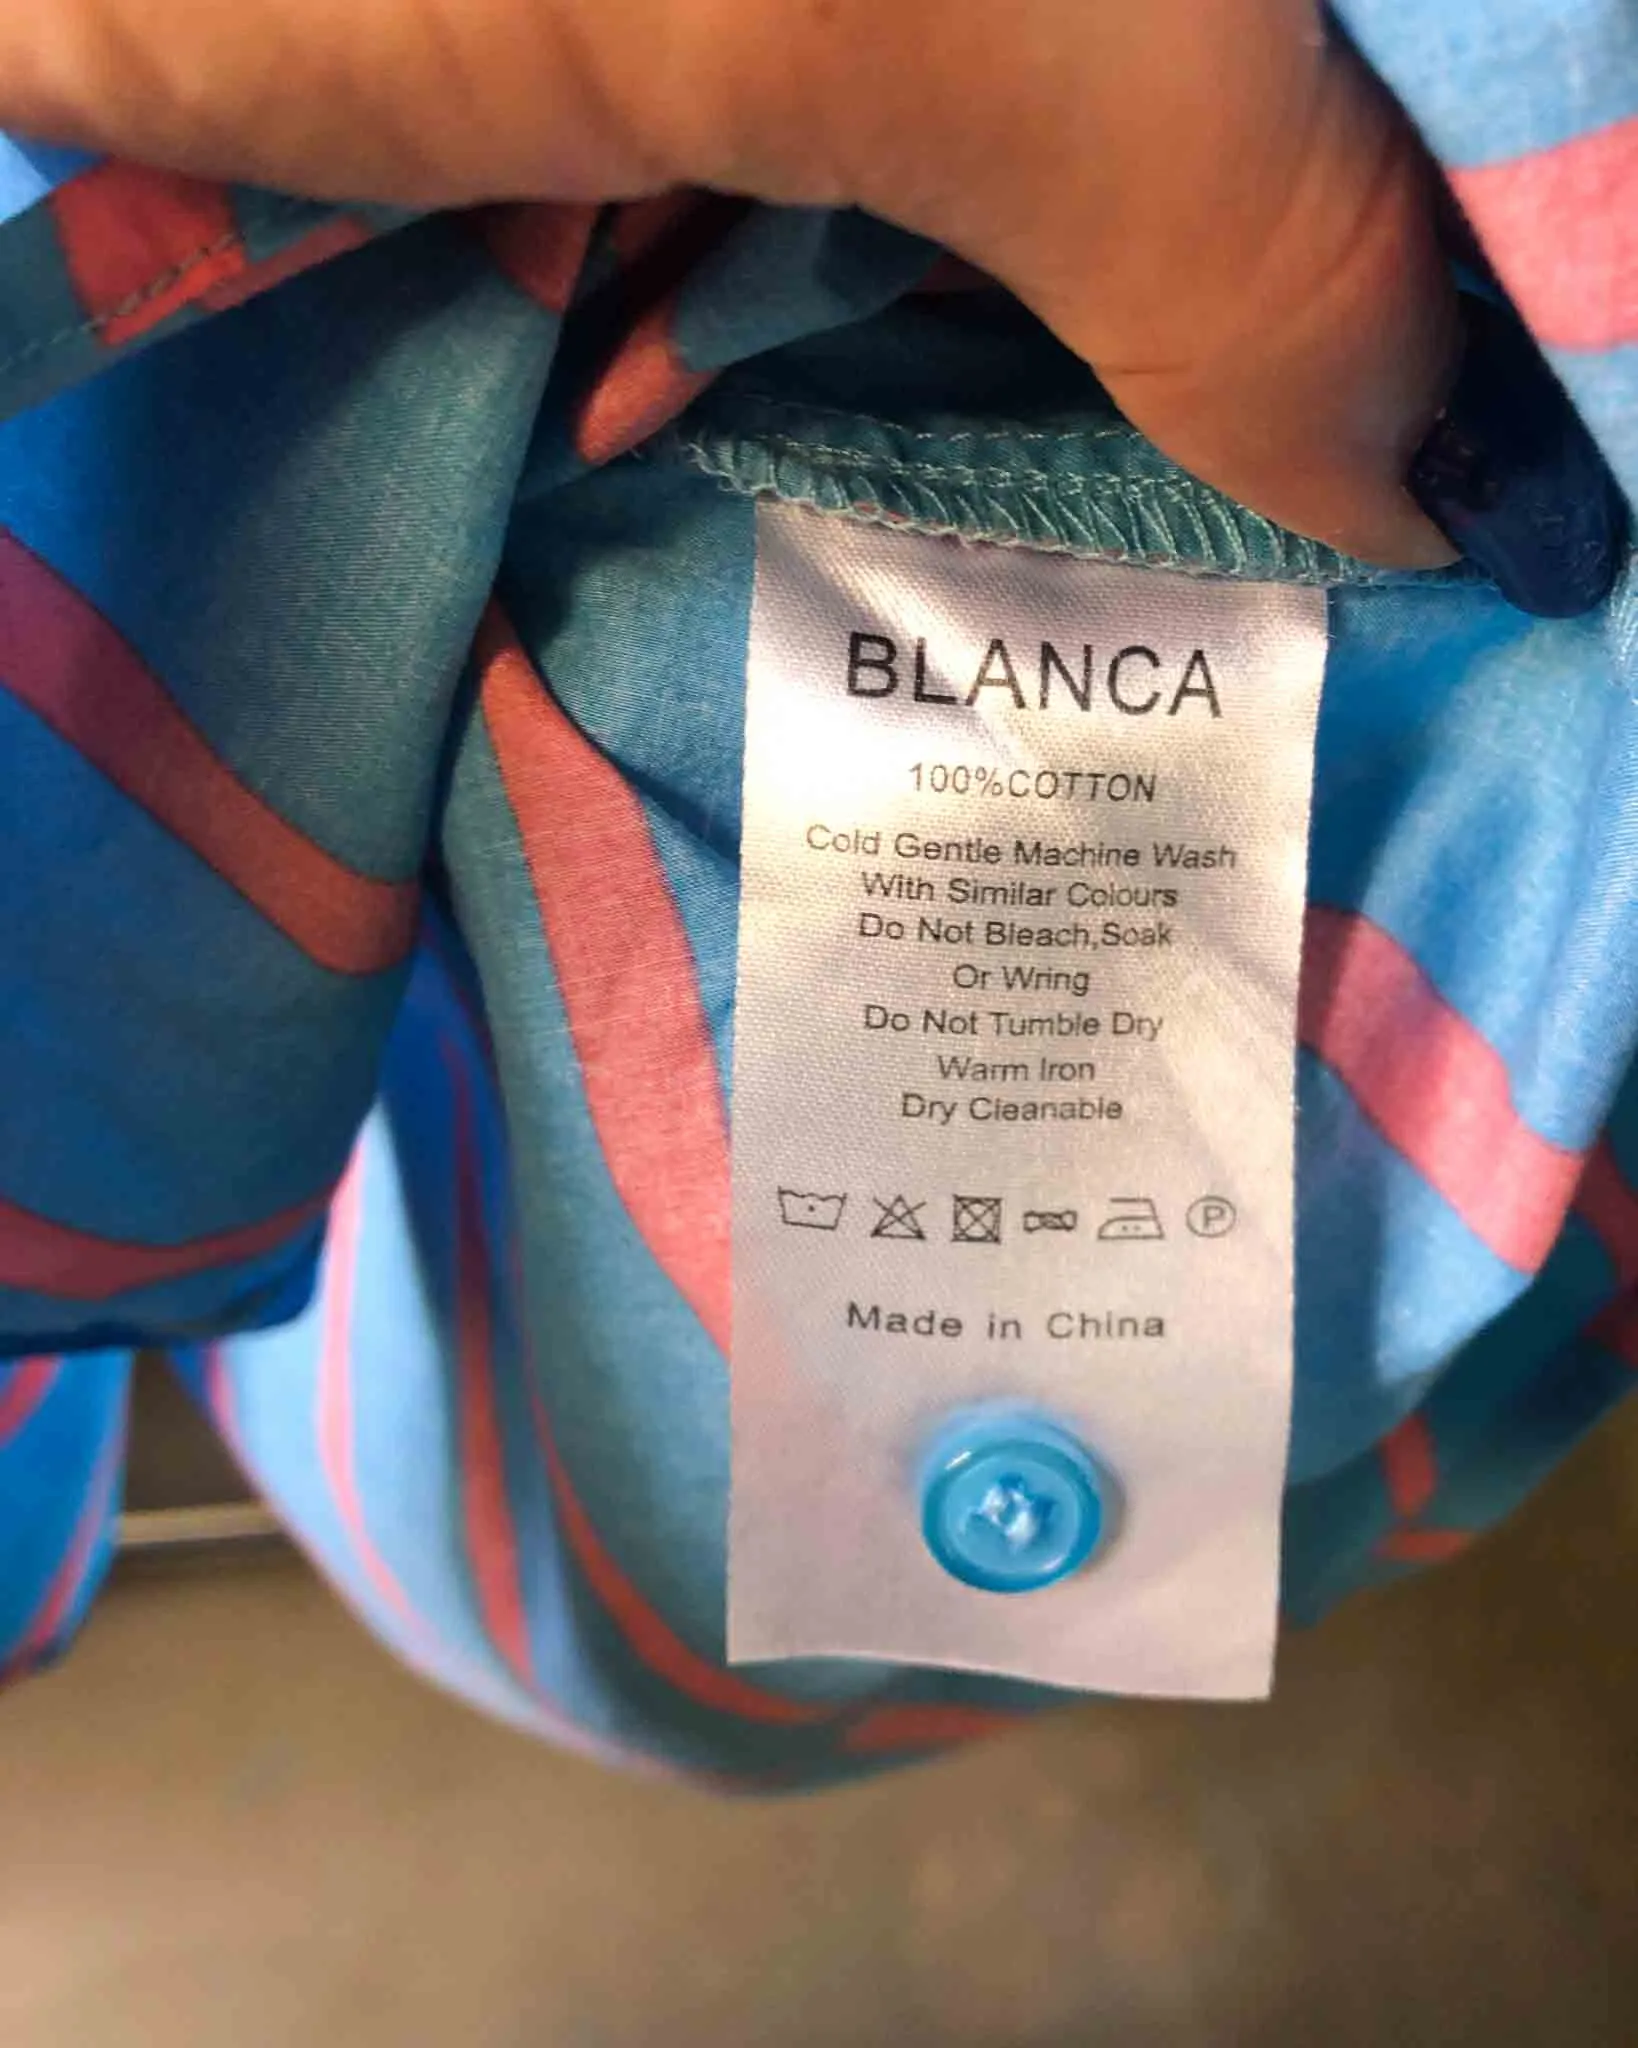 BLANCA
100%COTTON
Cold Gentle Machine Wash
With Similar Colours
Do Not Bleach,Soak
Or Wring
Do Not Tumble Dry
Warm Iron
Dry Cleanable
P
Made in China